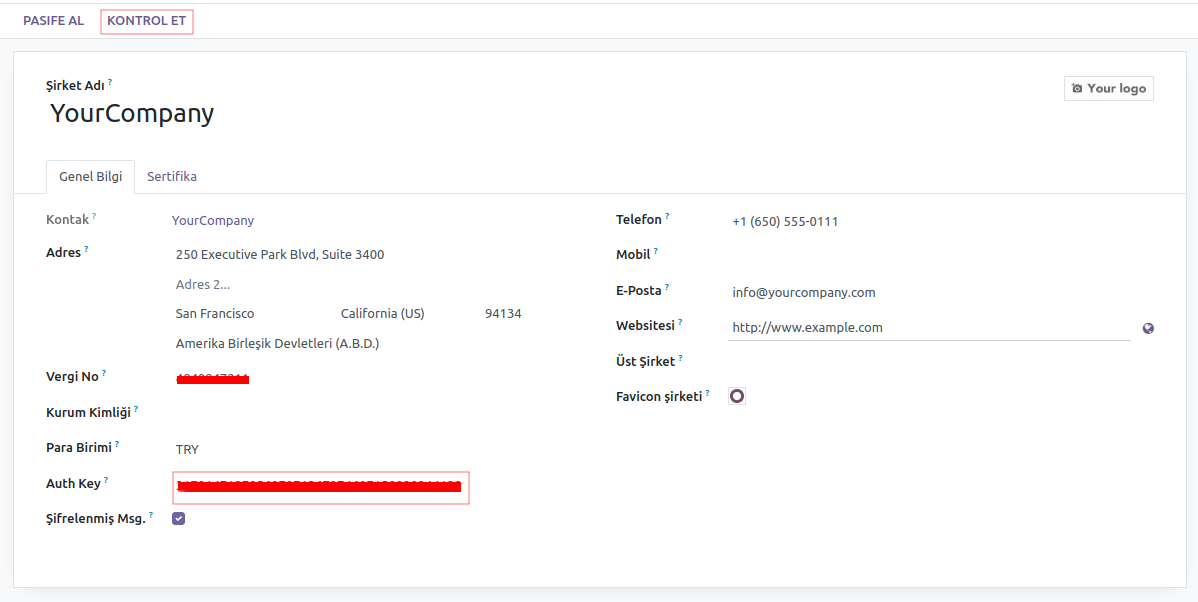 PASIFE AL KONTROL ET
Şirket Adı ?
YourCompany
Your logo
Genel Bilgi Sertifika
Kontak ? YourCompany
Adres ? 250 Executive Park Blvd, Suite 3400
Adres 2...
San Francisco California (US) 94134
Amerika Birleşik Devletleri (A.B.D.)
Vergi No ?
Kurum Kimliği ?
Para Birimi ? TRY
Auth Key ?
Şifrelenmiş Msg. ?
Telefon ? +1 (650) 555-0111
Mobil ?
E-Posta ? info@yourcompany.com
Websitesi ? http://www.example.com
Üst Şirket ?
Favicon şirketi ?